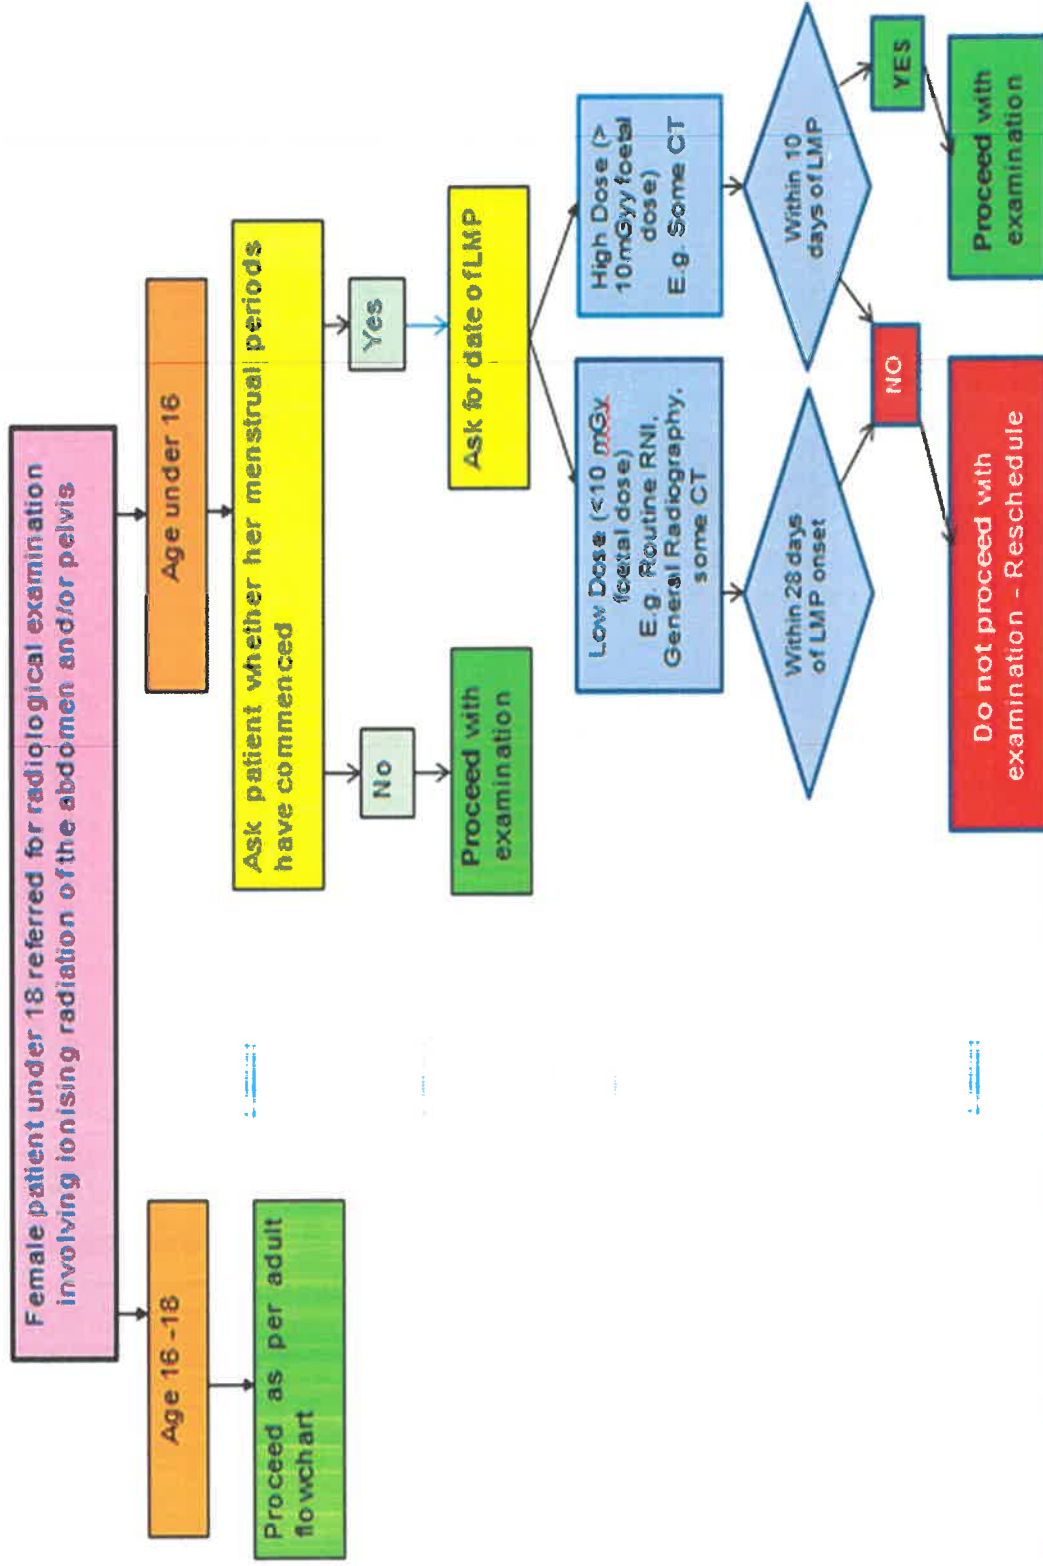 Female patient under 18 referred for radiological examination
involving ionising radiation of the abdomen and/or pelvis
Age 16 -18
Age under 16
Proceed as per adult
flowchart
Ask patient whether her menstrual periods
have commenced
No
Yes
Proceed with
examination
Ask for date of LMP
Low Dose (<10 mGy
foetal dose)
E.g. Routine RNI,
General Radiography,
some CT
High Dose (>
10mGyy foetal
dose)
E.g. Some CT
Within 28 days
of LMP onset
Within 10
days of LMP
NO
YES
Do not proceed with
examination - Reschedule
Proceed with
examination